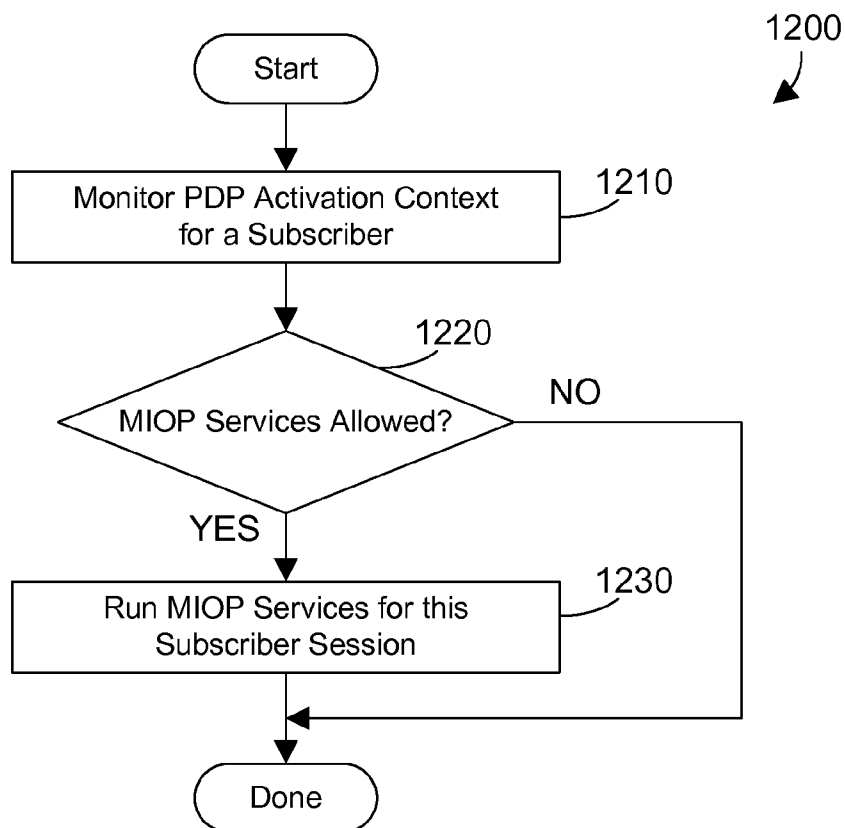 1200
Start
Monitor PDP Activation Context
for a Subscriber
1210
1220
MIOP Services Allowed?
NO
YES
Run MIOP Services for this
Subscriber Session
1230
Done